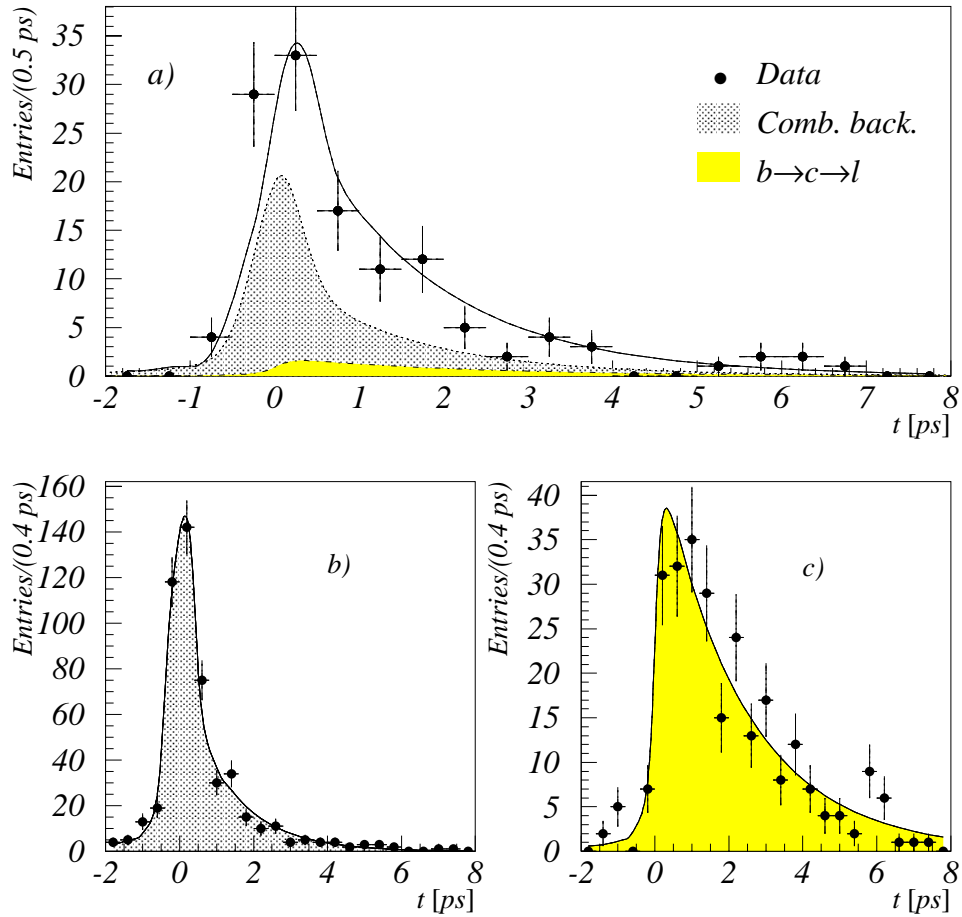 Entries/(0.5 ps)
35
30
25
20
15
10
5
0
a)
Data
Comb. back.
b→c→l
-2 -1 0 1 2 3 4 5 6 7 8
t [ps]
Entries/(0.4 ps)
160
140
120
100
80
60
40
20
0
b)
-2 0 2 4 6 8
t [ps]
Entries/(0.4 ps)
40
35
30
25
20
15
10
5
0
c)
-2 0 2 4 6 8
t [ps]